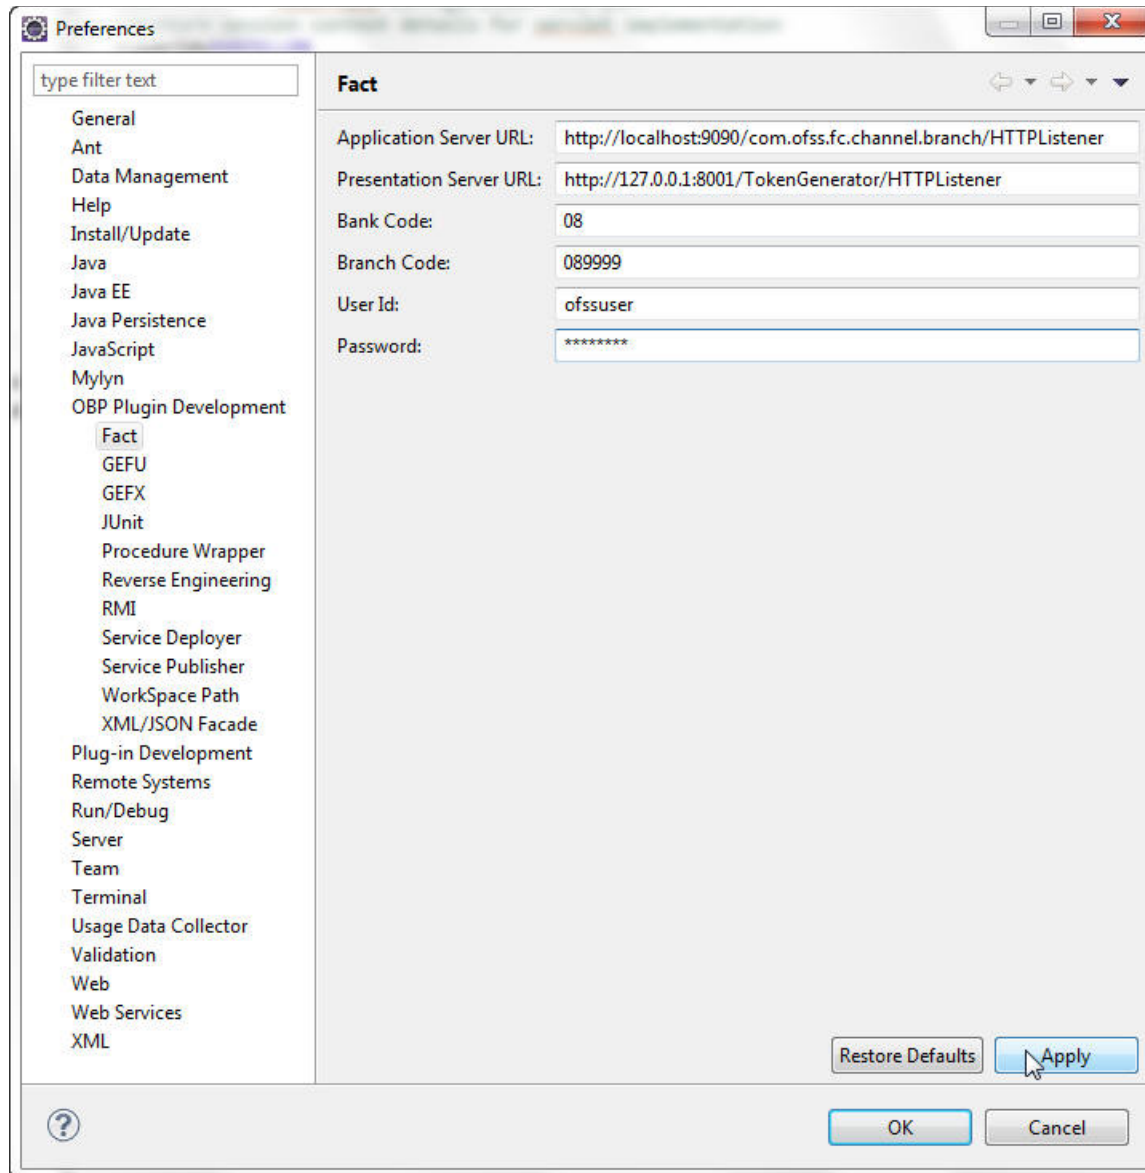 Preferences
type filter text
General
Ant
Data Management
Help
Install/Update
Java
Java EE
Java Persistence
JavaScript
Mylyn
OBP Plugin Development
Fact
GEFU
GEFX
JUnit
Procedure Wrapper
Reverse Engineering
RMI
Service Deployer
Service Publisher
WorkSpace Path
XML/JSON Facade
Plug-in Development
Remote Systems
Run/Debug
Server
Team
Terminal
Usage Data Collector
Validation
Web
Web Services
XML
Fact
Application Server URL: http://localhost:9090/com.ofss.fc.channel.branch/HTTPListener
Presentation Server URL: http://127.0.0.1:8001/TokenGenerator/HTTPListener
Bank Code: 08
Branch Code: 089999
User Id: ofssuser
Password: ********
Restore Defaults Apply
? OK Cancel